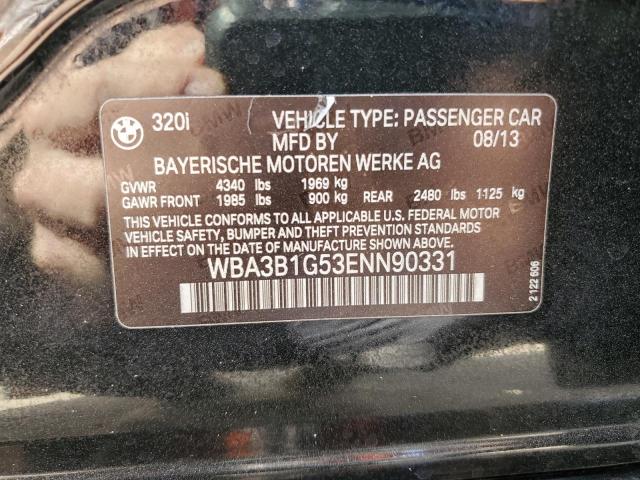 320i VEHICLE TYPE: PASSENGER CAR
MFD BY 08/13
BAYERISCHE MOTOREN WERKE AG
GVWR 4340 lbs 1969 kg
GAWR FRONT 1985 lbs 900 kg REAR 2480 lbs 1125 kg
THIS VEHICLE CONFORMS TO ALL APPLICABLE U.S. FEDERAL MOTOR
VEHICLE SAFETY, BUMPER AND THEFT PREVENTION STANDARDS
IN EFFECT ON THE DATE OF MANUFACTURE SHOWN ABOVE.
WBA3B1G53ENN90331
2 122 606